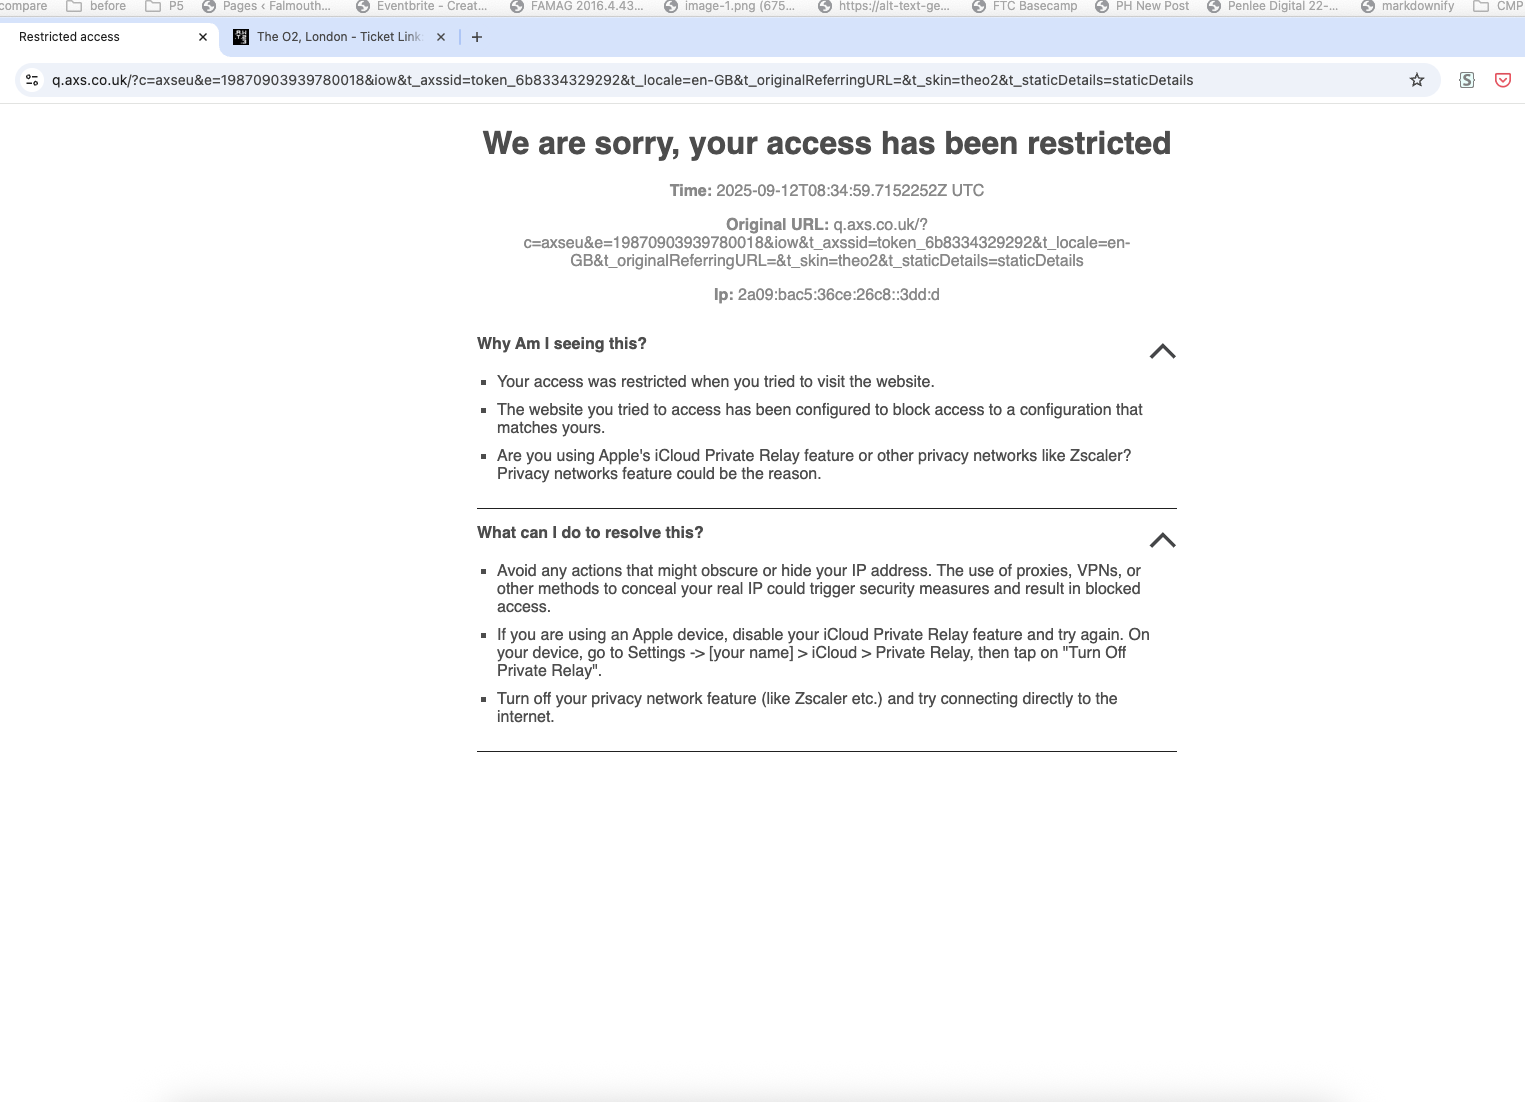 compare before P5 Pages ‹ Falmouth... Eventbrite - Creat... FAMAG 2016.4.43... image-1.png (675... https://alt-text-ge... FTC Basecamp PH New Post Penlee Digital 22-... markdownify CMP
Restricted access The O2, London - Ticket Link
q.axs.co.uk/?c=axseu&e=19870903939780018&iow&t_axssid=token_6b8334329292&t_locale=en-GB&t_originalReferringURL=&t_skin=theo2&t_staticDetails=staticDetails
We are sorry, your access has been restricted
Time: 2025-09-12T08:34:59.7152252Z UTC
Original URL: q.axs.co.uk/?
c=axseu&e=19870903939780018&iow&t_axssid=token_6b8334329292&t_locale=en-
GB&t_originalReferringURL=&t_skin=theo2&t_staticDetails=staticDetails
Ip: 2a09:bac5:36ce:26c8::3dd:d
Why Am I seeing this?
Your access was restricted when you tried to visit the website.
The website you tried to access has been configured to block access to a configuration that
matches yours.
Are you using Apple's iCloud Private Relay feature or other privacy networks like Zscaler?
Privacy networks feature could be the reason.
What can I do to resolve this?
Avoid any actions that might obscure or hide your IP address. The use of proxies, VPNs, or
other methods to conceal your real IP could trigger security measures and result in blocked
access.
If you are using an Apple device, disable your iCloud Private Relay feature and try again. On
your device, go to Settings -> [your name] > iCloud > Private Relay, then tap on "Turn Off
Private Relay".
Turn off your privacy network feature (like Zscaler etc.) and try connecting directly to the
internet.